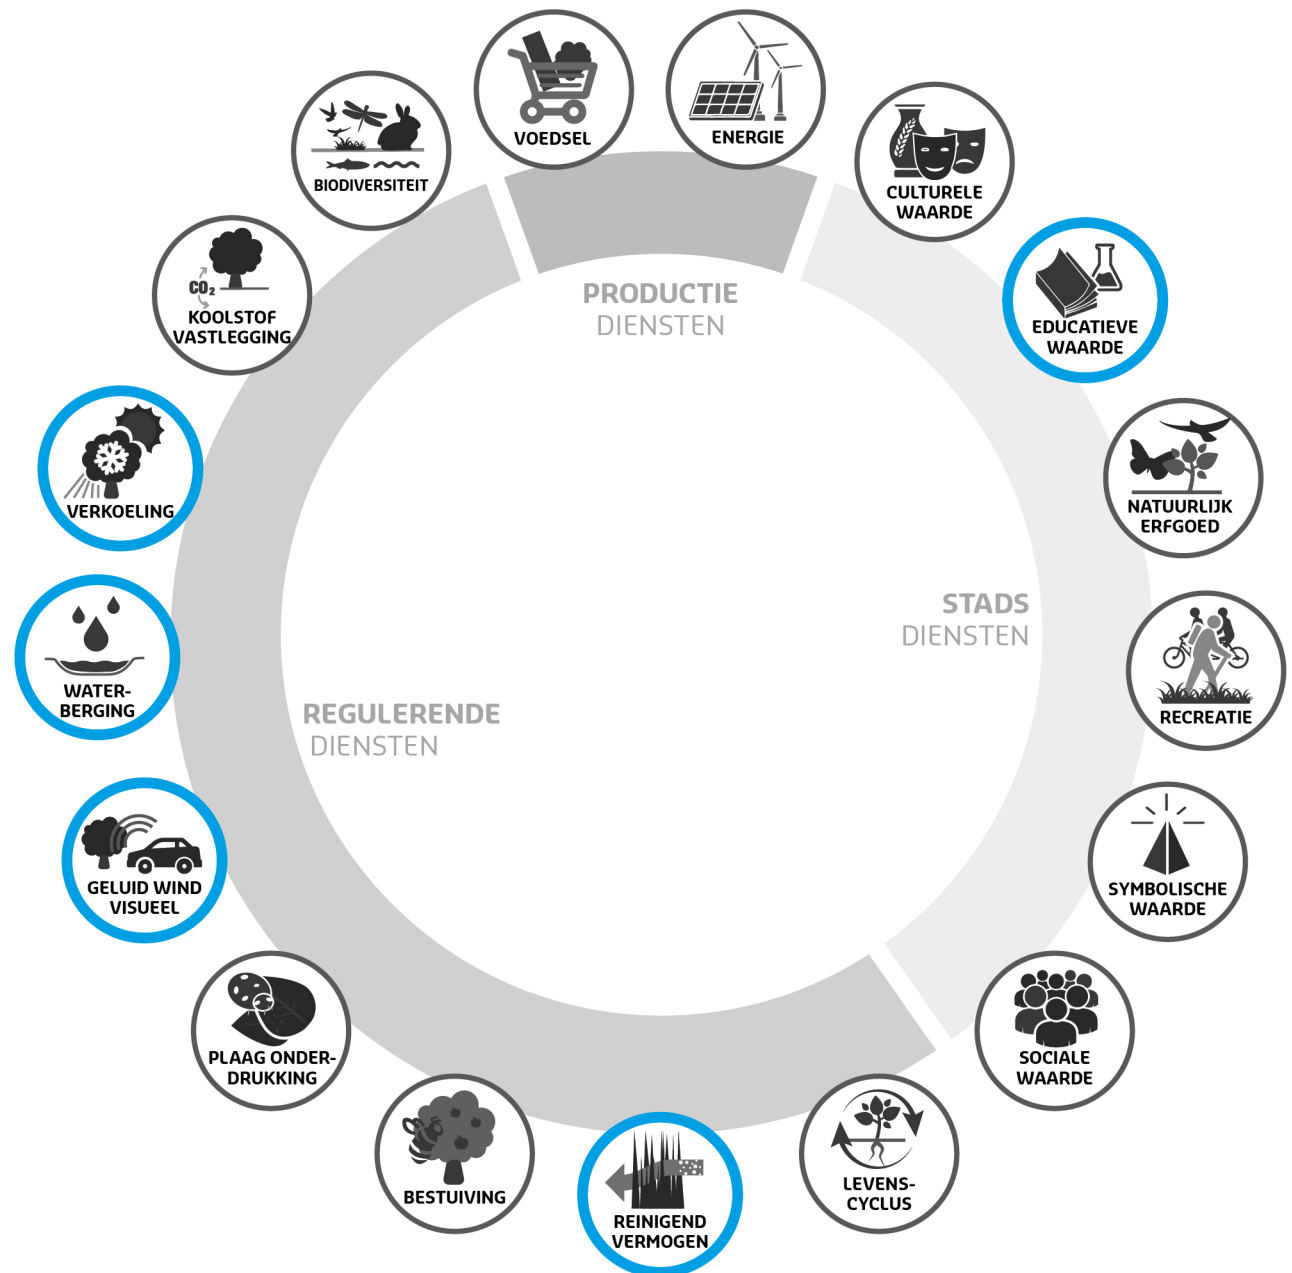 VOEDSEL
ENERGIE
CULTURELE
WAARDE
EDUCATIEVE
WAARDE
NATUURLIJK
ERFGOED
RECREATIE
SYMBOLISCHE
WAARDE
SOCIALE
WAARDE
LEVENS-
CYCLUS
REINIGEND
VERMOGEN
BESTUIVING
PLAAG ONDER-
DRUKKING
GELUID WIND
VISUEEL
WATER-
BERGING
VERKOELING
CO₂
KOOLSTOF
VASTLEGGING
BIODIVERSITEIT
PRODUCTIE
DIENSTEN
STADS
DIENSTEN
REGULERENDE
DIENSTEN